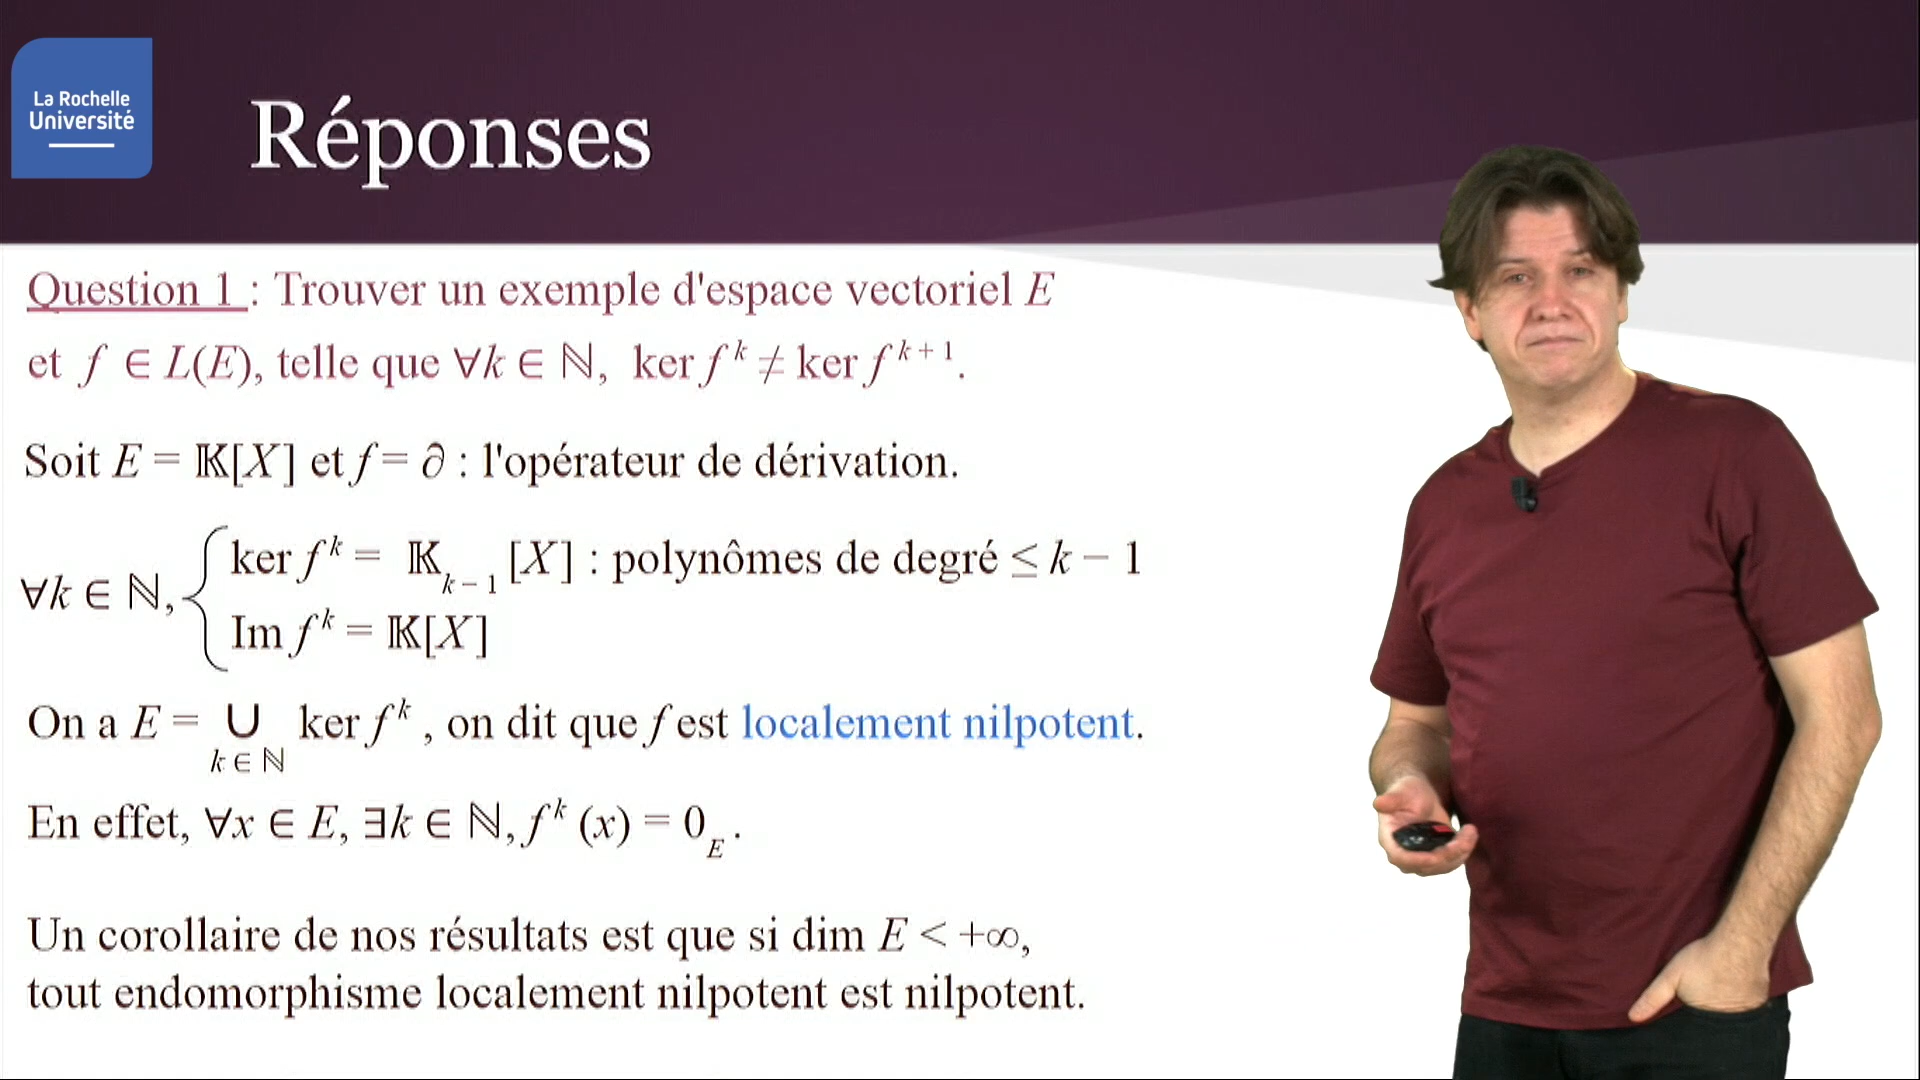 La Rochelle
Université
Réponses
Question 1 : Trouver un exemple d'espace vectoriel E
et f ∈ L(E), telle que ∀k ∈ ℕ, ker f^k ≠ ker f^{k+1}.
Soit E = 𝕂[X] et f = ∂ : l'opérateur de dérivation.
∀k ∈ ℕ, { ker f^k = 𝕂_{k−1}[X] : polynômes de degré ≤ k − 1
Im f^k = 𝕂[X]
On a E = ∪_{k ∈ ℕ} ker f^k , on dit que f est localement nilpotent.
En effet, ∀x ∈ E, ∃k ∈ ℕ, f^k (x) = 0_E .
Un corollaire de nos résultats est que si dim E < +∞,
tout endomorphisme localement nilpotent est nilpotent.